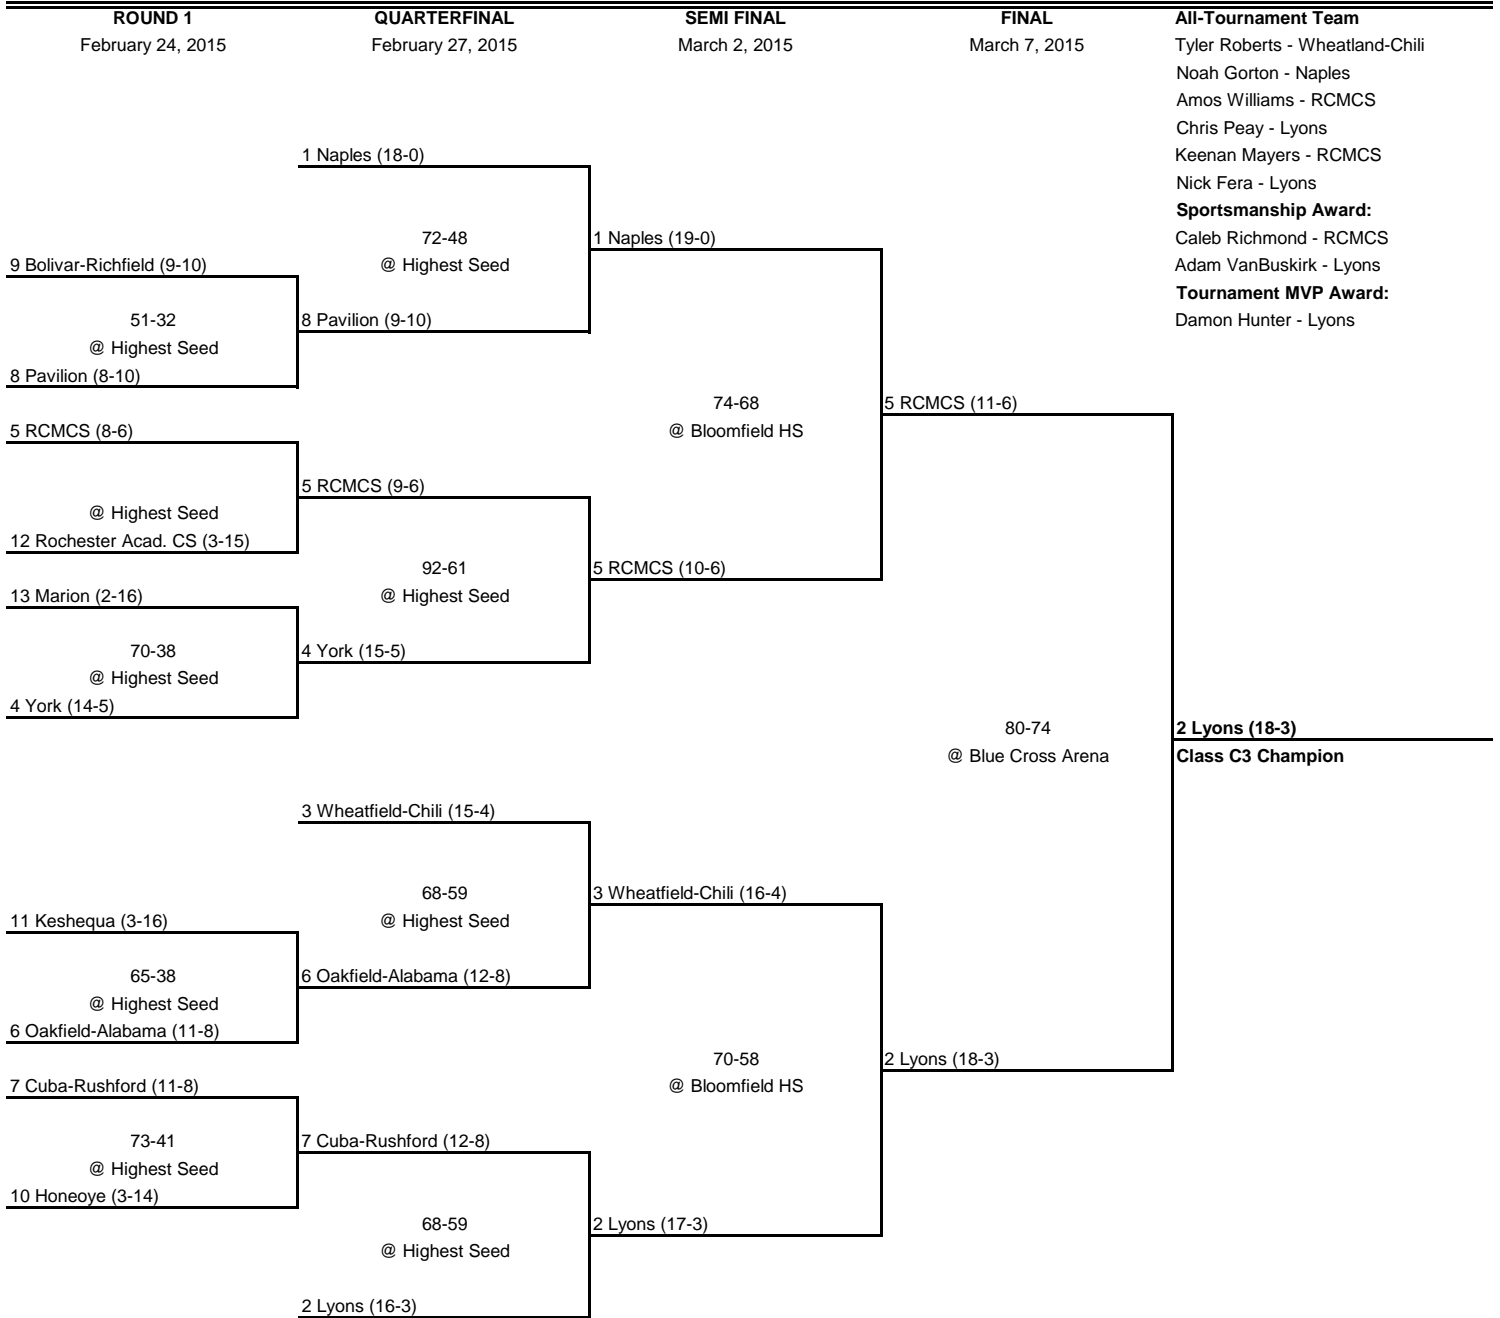 ROUND 1 QUARTERFINAL SEMI FINAL FINAL All-Tournament Team
February 24, 2015 February 27, 2015 March 2, 2015 March 7, 2015 Tyler Roberts - Wheatland-Chili
Noah Gorton - Naples
Amos Williams - RCMCS
Chris Peay - Lyons
1 Naples (18-0) Keenan Mayers - RCMCS
Nick Fera - Lyons
Sportsmanship Award:
72-48 1 Naples (19-0) Caleb Richmond - RCMCS
9 Bolivar-Richfield (9-10) @ Highest Seed Adam VanBuskirk - Lyons
Tournament MVP Award:
51-32 8 Pavilion (9-10) Damon Hunter - Lyons
@ Highest Seed
8 Pavilion (8-10)
74-68 5 RCMCS (11-6)
5 RCMCS (8-6) @ Bloomfield HS
5 RCMCS (9-6)
@ Highest Seed
12 Rochester Acad. CS (3-15)
92-61 5 RCMCS (10-6)
13 Marion (2-16) @ Highest Seed
70-38 4 York (15-5)
@ Highest Seed
4 York (14-5)
80-74 2 Lyons (18-3)
@ Blue Cross Arena Class C3 Champion
3 Wheatfield-Chili (15-4)
68-59 3 Wheatfield-Chili (16-4)
11 Keshequa (3-16) @ Highest Seed
65-38 6 Oakfield-Alabama (12-8)
@ Highest Seed
6 Oakfield-Alabama (11-8)
70-58 2 Lyons (18-3)
7 Cuba-Rushford (11-8) @ Bloomfield HS
73-41 7 Cuba-Rushford (12-8)
@ Highest Seed
10 Honeoye (3-14)
68-59 2 Lyons (17-3)
@ Highest Seed
2 Lyons (16-3)